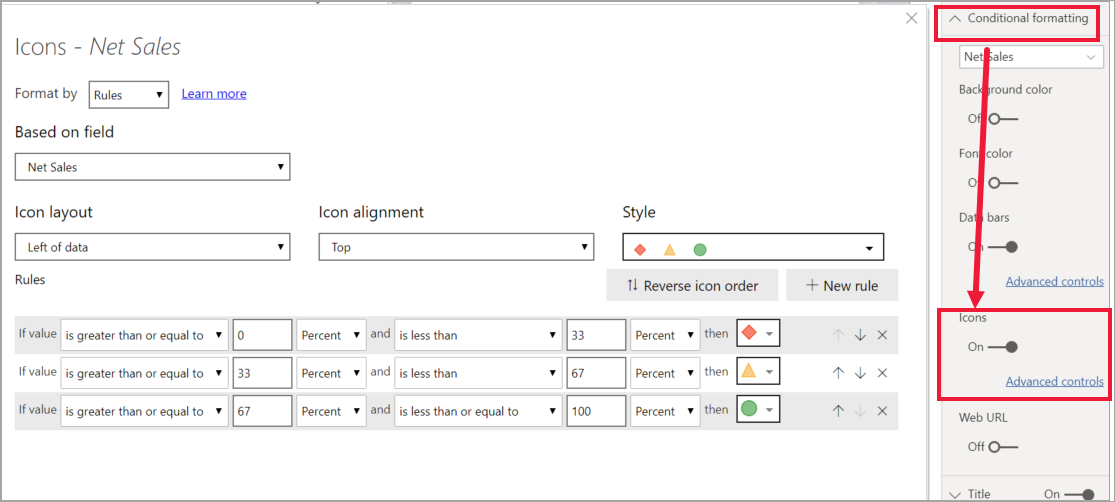 Icons - Net Sales
Format by Rules Learn more
Based on field
Net Sales
Icon layout Icon alignment Style
Left of data Top
Rules Reverse icon order New rule
If value is greater than or equal to 0 Percent and is less than 33 Percent then
If value is greater than or equal to 33 Percent and is less than 67 Percent then
If value is greater than or equal to 67 Percent and is less than or equal to 100 Percent then
Conditional formatting
Net Sales
Background color
Off
Font color
Off
Data bars
On
Advanced controls
Icons
On
Advanced controls
Web URL
Off
Title On